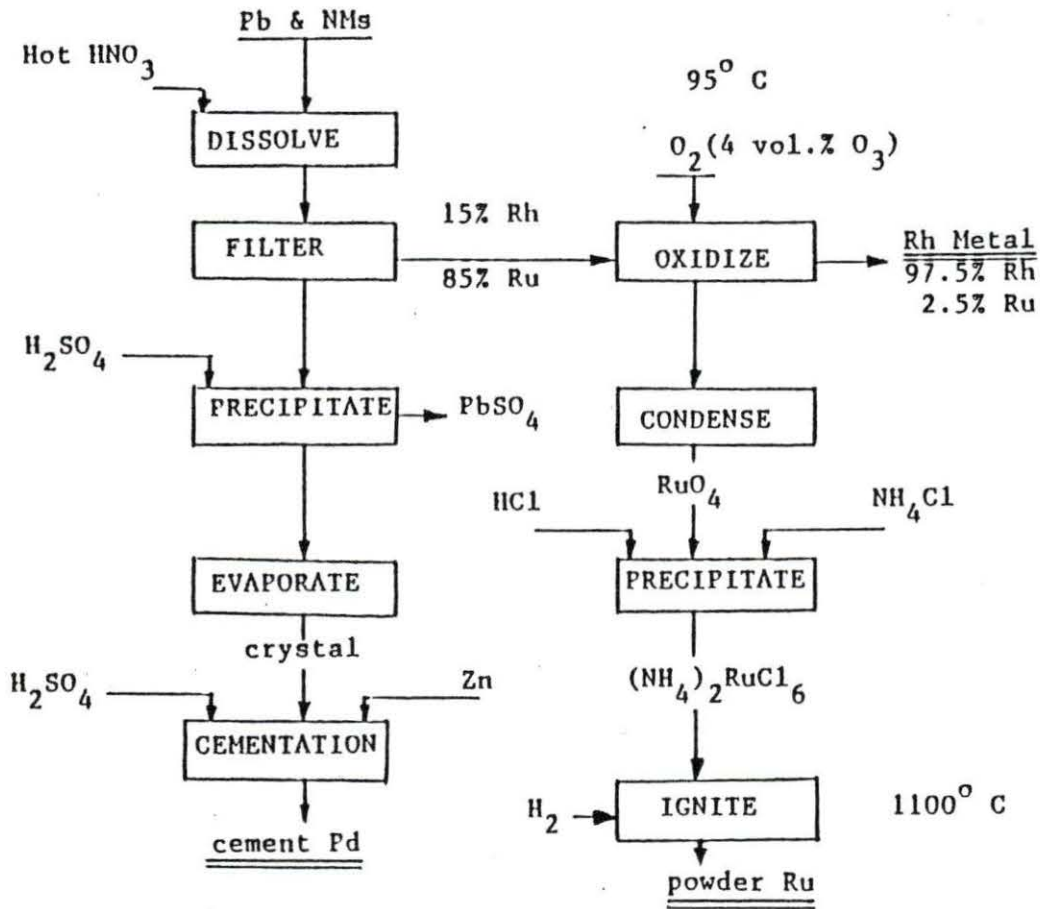 Pb & NMs
Hot HNO3
DISSOLVE
FILTER
15% Rh
85% Ru
H2SO4
PRECIPITATE
PbSO4
EVAPORATE
crystal
H2SO4
Zn
CEMENTATION
cement Pd
95° C
O2(4 vol.% O3)
OXIDIZE
Rh Metal
97.5% Rh
2.5% Ru
CONDENSE
RuO4
HCl
NH4Cl
PRECIPITATE
(NH4)2RuCl6
H2
IGNITE
1100° C
powder Ru